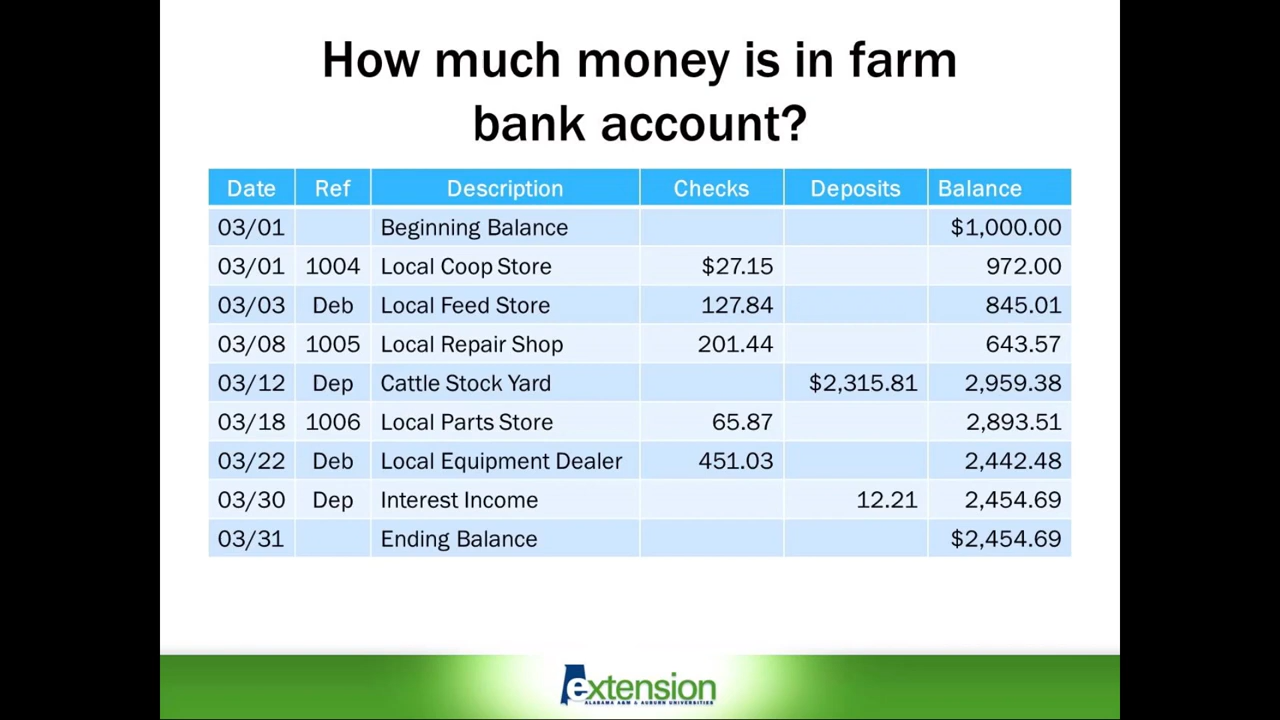 How much money is in farm
bank account?
Date Ref Description Checks Deposits Balance
03/01 Beginning Balance $1,000.00
03/01 1004 Local Coop Store $27.15 972.00
03/03 Deb Local Feed Store 127.84 845.01
03/08 1005 Local Repair Shop 201.44 643.57
03/12 Dep Cattle Stock Yard $2,315.81 2,959.38
03/18 1006 Local Parts Store 65.87 2,893.51
03/22 Deb Local Equipment Dealer 451.03 2,442.48
03/30 Dep Interest Income 12.21 2,454.69
03/31 Ending Balance $2,454.69
extension
ALABAMA A&M & AUBURN UNIVERSITIES